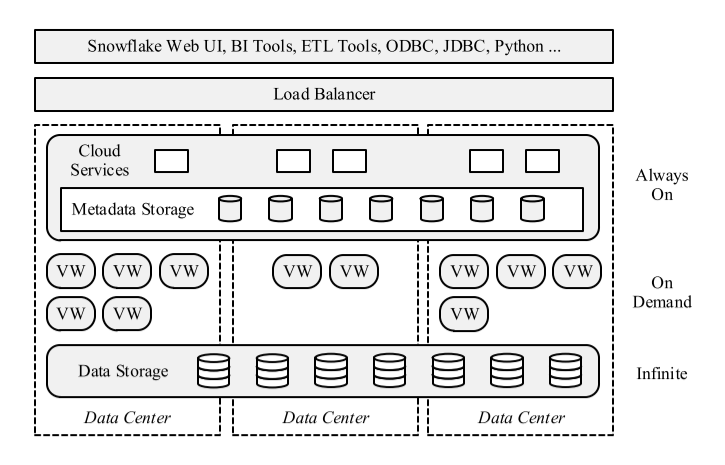 Snowflake Web UI, BI Tools, ETL Tools, ODBC, JDBC, Python ...
Load Balancer
Cloud
Services
Metadata Storage
Always
On
VW VW VW VW VW VW VW VW
VW VW VW
On
Demand
Data Storage
Infinite
Data Center Data Center Data Center